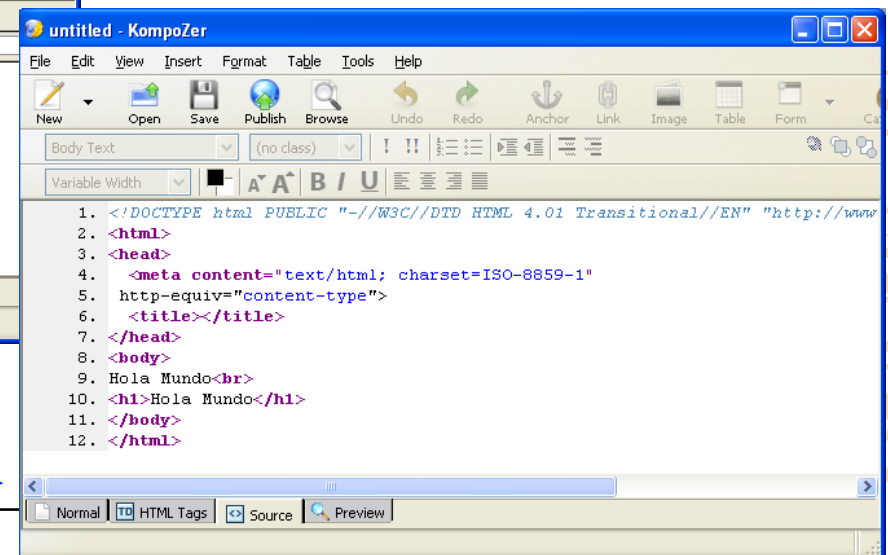 untitled - KompoZer
File Edit View Insert Format Table Tools Help
New Open Save Publish Browse Undo Redo Anchor Link Image Table Form
Body Text (no class) ! !!
Variable Width A A B I U
1. <!DOCTYPE html PUBLIC "-//W3C//DTD HTML 4.01 Transitional//EN" "http://www
2. <html>
3. <head>
4. <meta content="text/html; charset=ISO-8859-1"
5. http-equiv="content-type">
6. <title></title>
7. </head>
8. <body>
9. Hola Mundo<br>
10. <h1>Hola Mundo</h1>
11. </body>
12. </html>
Normal TD HTML Tags Source Preview